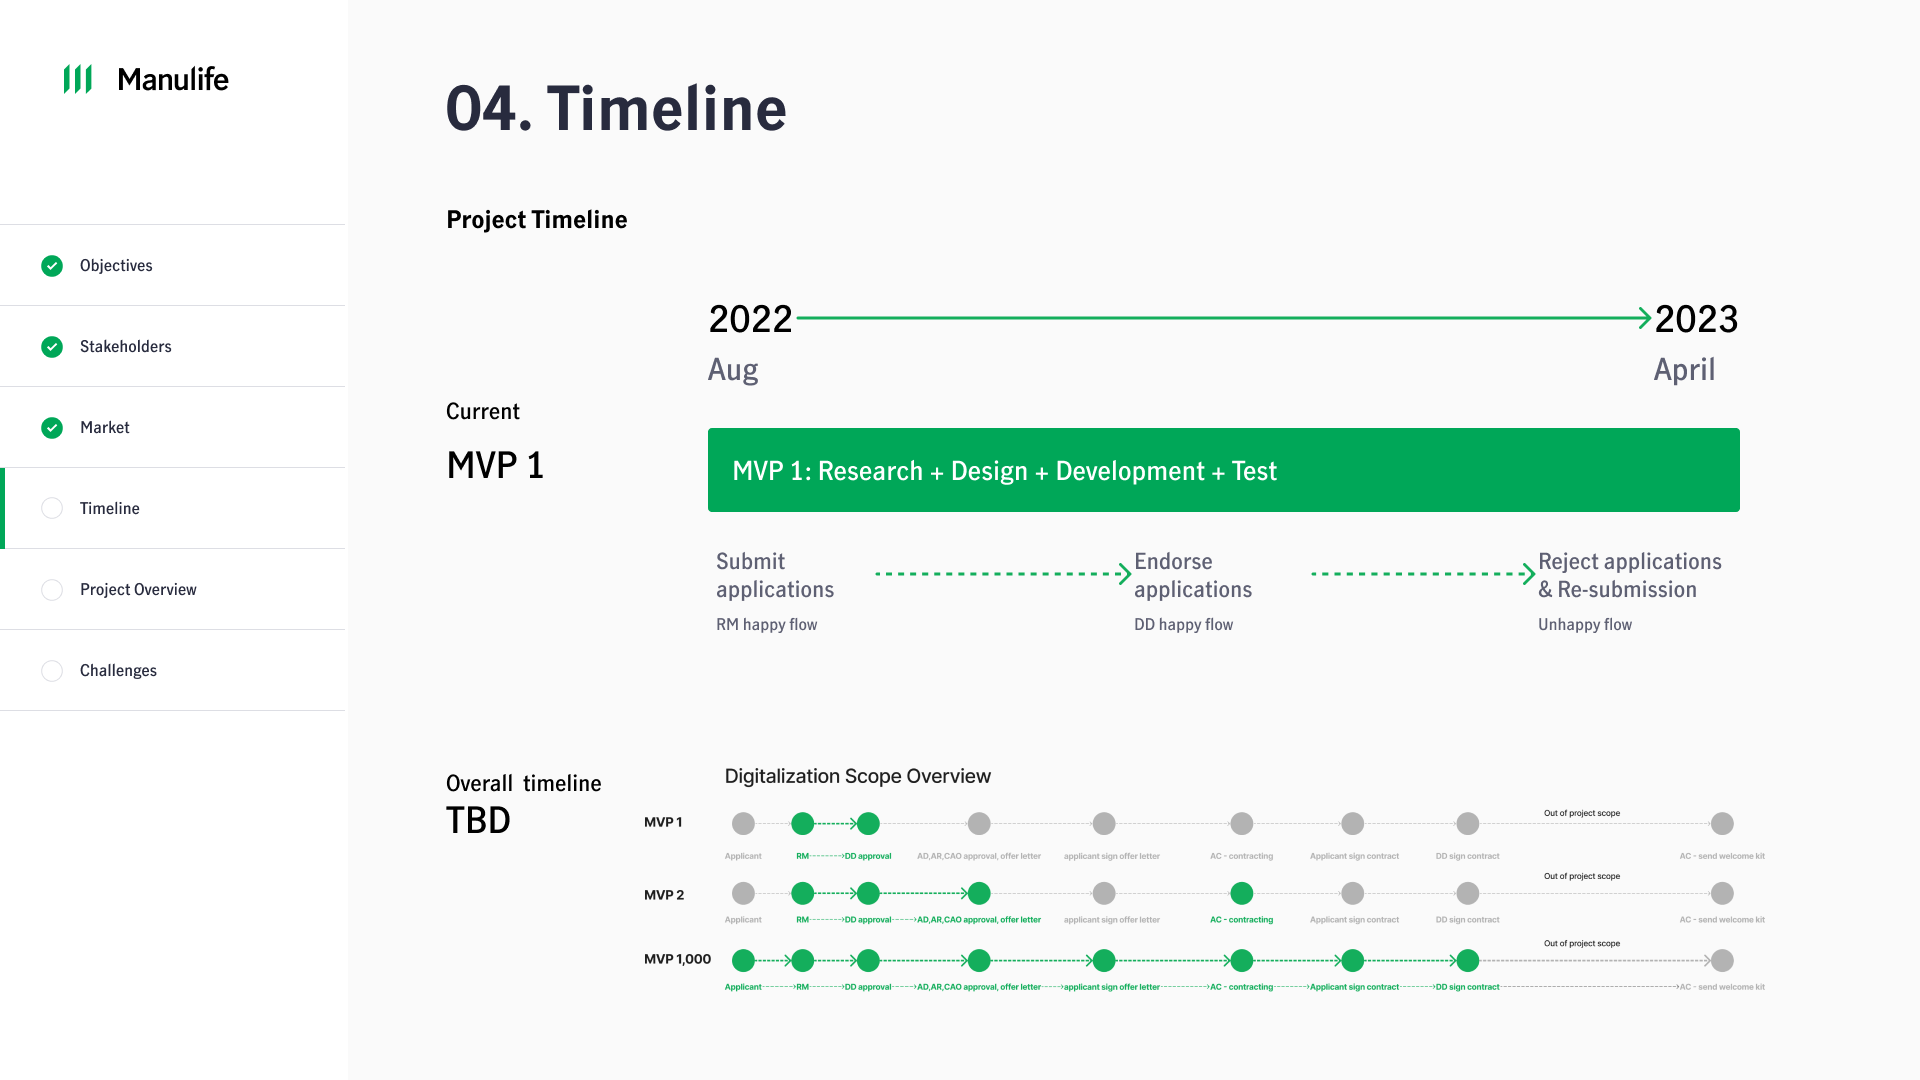 Manulife
Objectives
Stakeholders
Market
Timeline
Project Overview
Challenges
04. Timeline
Project Timeline
2022
2023
Aug
April
Current
MVP 1
MVP 1: Research + Design + Development + Test
Submit
applications
RM happy flow
Endorse
applications
DD happy flow
Reject applications
& Re-submission
Unhappy flow
Overall timeline
TBD
Digitalization Scope Overview
MVP 1
Out of project scope
Applicant RM DD approval AD,AR,CAO approval, offer letter applicant sign offer letter AC - contracting Applicant sign contract DD sign contract AC - send welcome kit
MVP 2
Out of project scope
Applicant RM DD approval AD,AR,CAO approval, offer letter applicant sign offer letter AC - contracting Applicant sign contract DD sign contract AC - send welcome kit
MVP 1,000
Out of project scope
Applicant RM DD approval AD,AR,CAO approval, offer letter applicant sign offer letter AC - contracting Applicant sign contract DD sign contract AC - send welcome kit